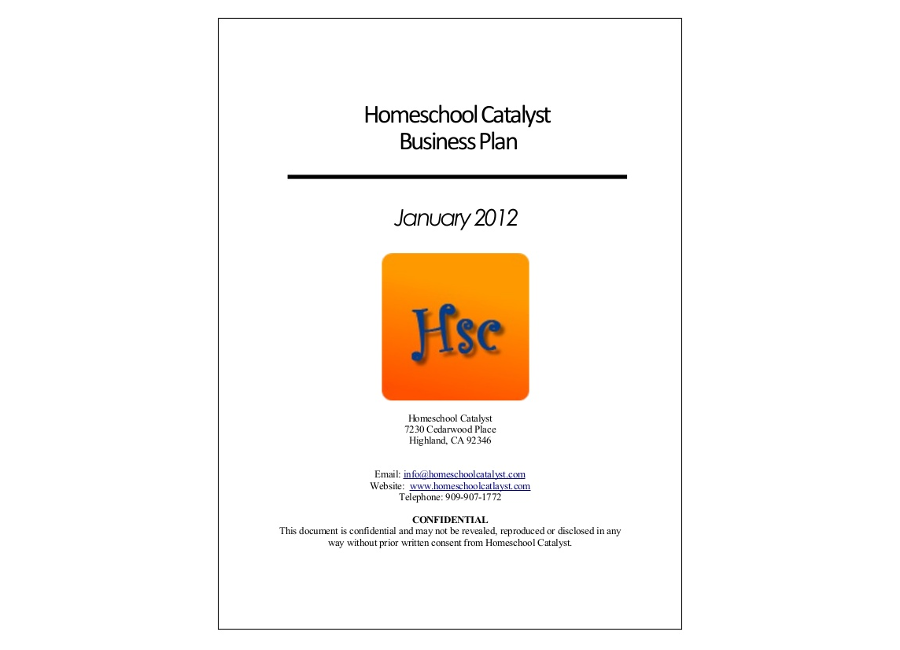 Homeschool Catalyst
Business Plan
January 2012
Hsc
Homeschool Catalyst
7230 Cedarwood Place
Highland, CA 92346
Email: info@homeschoolcatalyst.com
Website: www.homeschoolcatlayst.com
Telephone: 909-907-1772
CONFIDENTIAL
This document is confidential and may not be revealed, reproduced or disclosed in any
way without prior written consent from Homeschool Catalyst.